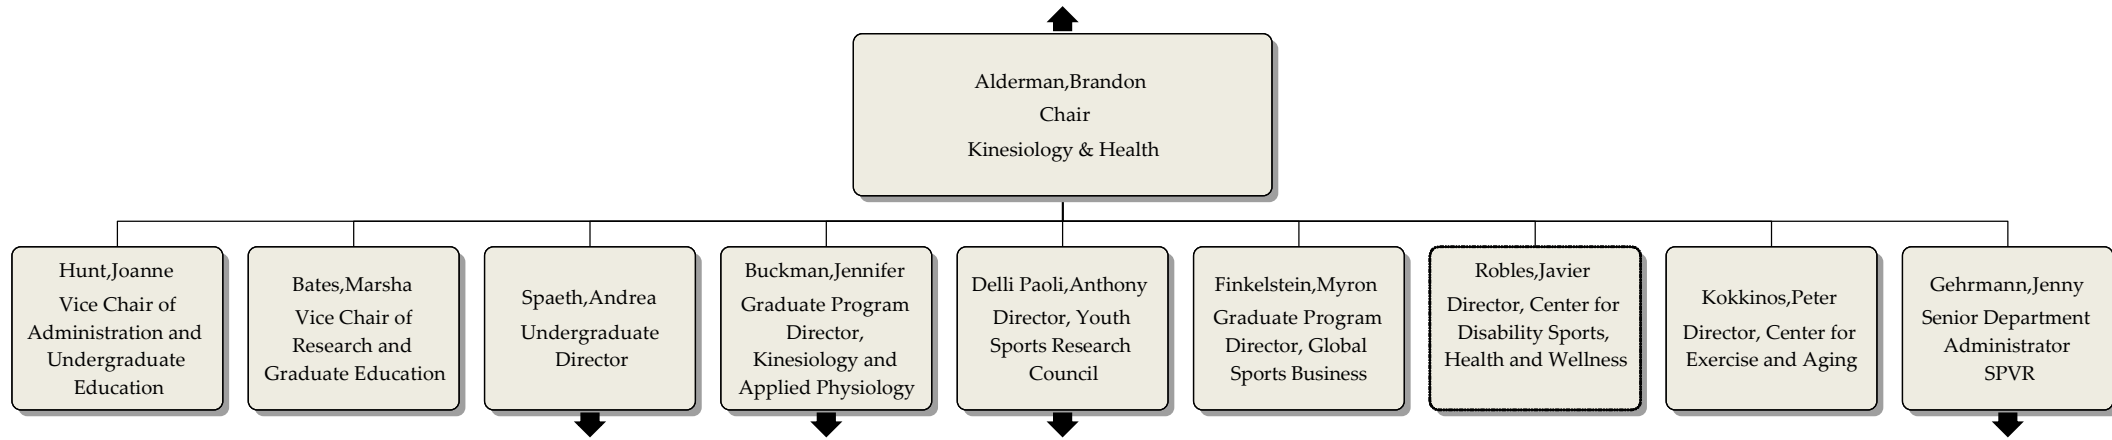 Alderman,Brandon
Chair
Kinesiology & Health
Hunt,Joanne
Vice Chair of
Administration and
Undergraduate
Education
Bates,Marsha
Vice Chair of
Research and
Graduate Education
Spaeth,Andrea
Undergraduate
Director
Buckman,Jennifer
Graduate Program
Director,
Kinesiology and
Applied Physiology
Delli Paoli,Anthony
Director, Youth
Sports Research
Council
Finkelstein,Myron
Graduate Program
Director, Global
Sports Business
Robles,Javier
Director, Center for
Disability Sports,
Health and Wellness
Kokkinos,Peter
Director, Center for
Exercise and Aging
Gehrmann,Jenny
Senior Department
Administrator
SPVR